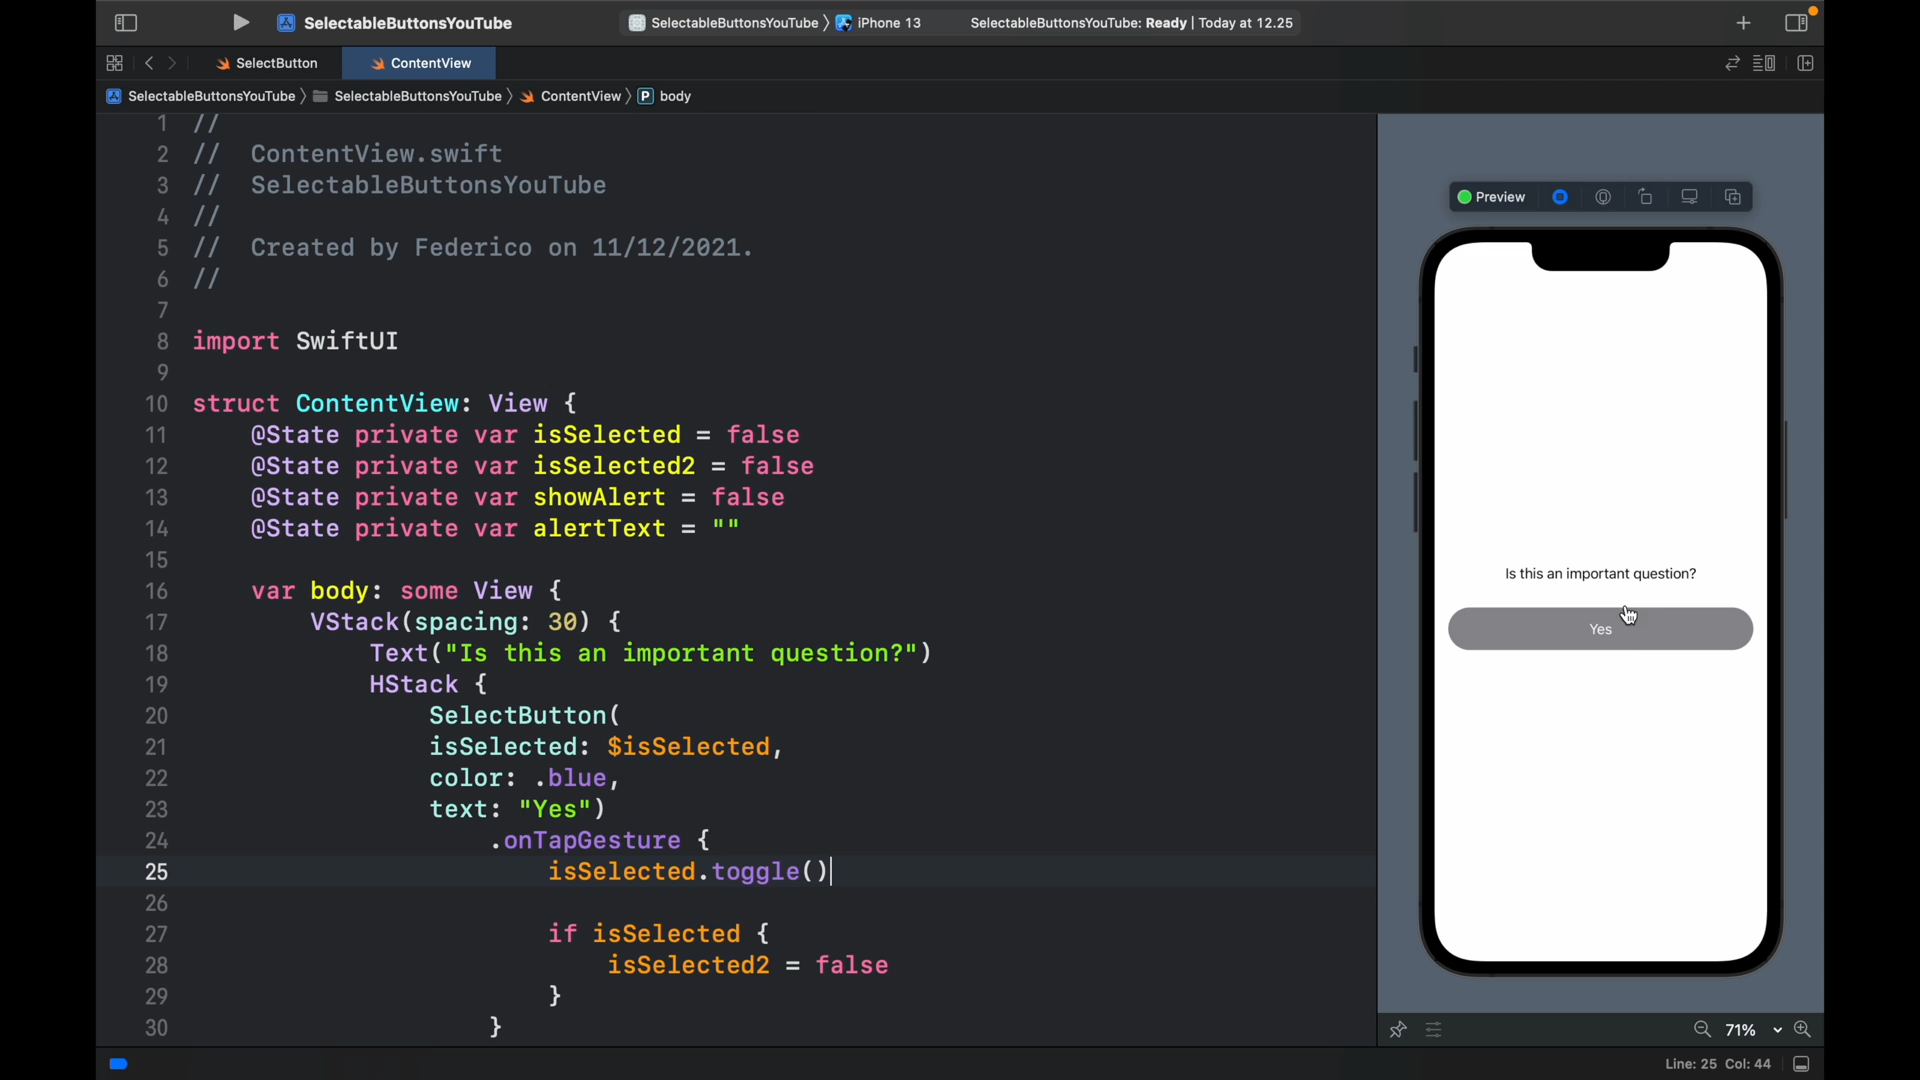 SelectableButtonsYouTube
SelectableButtonsYouTube 〉 iPhone 13
SelectableButtonsYouTube: Ready | Today at 12.25
SelectButton
ContentView
SelectableButtonsYouTube 〉 SelectableButtonsYouTube 〉 ContentView 〉 P body
1 //
2 //  ContentView.swift
3 //  SelectableButtonsYouTube
4 //
5 //  Created by Federico on 11/12/2021.
6 //
7
8 import SwiftUI
9
10 struct ContentView: View {
11     @State private var isSelected = false
12     @State private var isSelected2 = false
13     @State private var showAlert = false
14     @State private var alertText = ""
15
16     var body: some View {
17         VStack(spacing: 30) {
18             Text("Is this an important question?")
19             HStack {
20                 SelectButton(
21                 isSelected: $isSelected,
22                 color: .blue,
23                 text: "Yes")
24                     .onTapGesture {
25                         isSelected.toggle()
26
27                         if isSelected {
28                             isSelected2 = false
29                         }
30                     }
Preview
Is this an important question?
Yes
71%
Line: 25 Col: 44